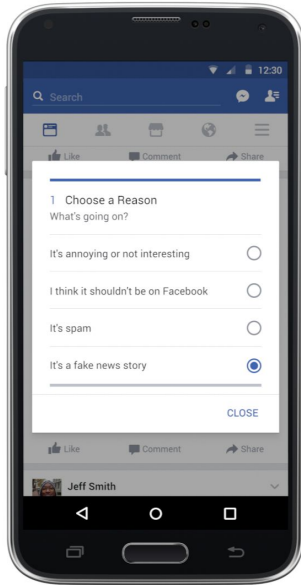 12:30
Search
Like Comment Share
1 Choose a Reason
What's going on?
It's annoying or not interesting
I think it shouldn't be on Facebook
It's spam
It's a fake news story
CLOSE
Like Comment Share
Jeff Smith